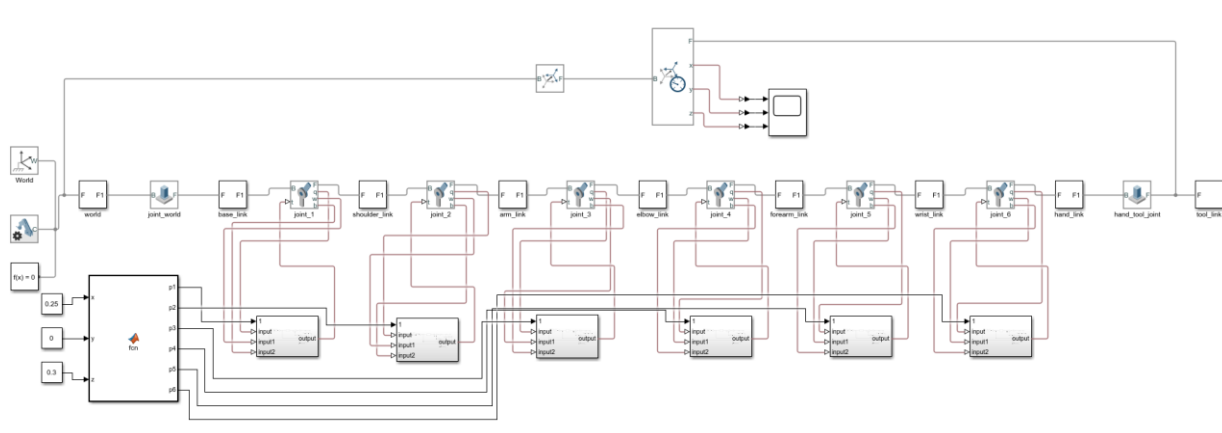 F
x
B F B
y
z
W
World
F F1 B F F F1 B F q w b t F F1 B F q w b t F F1 B F q w b t F F1 B F q w b t F F1 B F q w b t F F1 B F q w b t F F1 B F F
world joint_world base_link joint_1 shoulder_link joint_2 arm_link joint_3 elbow_link joint_4 forearm_link joint_5 wrist_link joint_6 hand_link hand_tool_joint tool_link
C
f(x) = 0
0.25
0
0.3
x
y
z
fcn
p1
p2
p3
p4
p5
p6
1
input
input1
input2
output
1
input
input1
input2
output
1
input
input1
input2
output
1
input
input1
input2
output
1
input
input1
input2
output
1
input
input1
input2
output